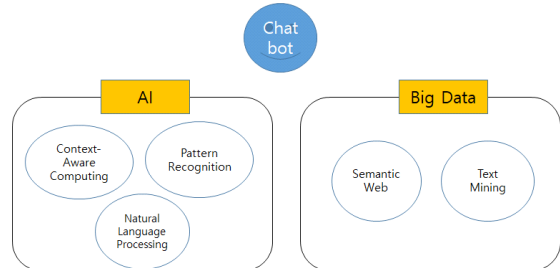 Chat
bot
AI
Big Data
Context-
Aware
Computing
Pattern
Recognition
Natural
Language
Processing
Semantic
Web
Text
Mining